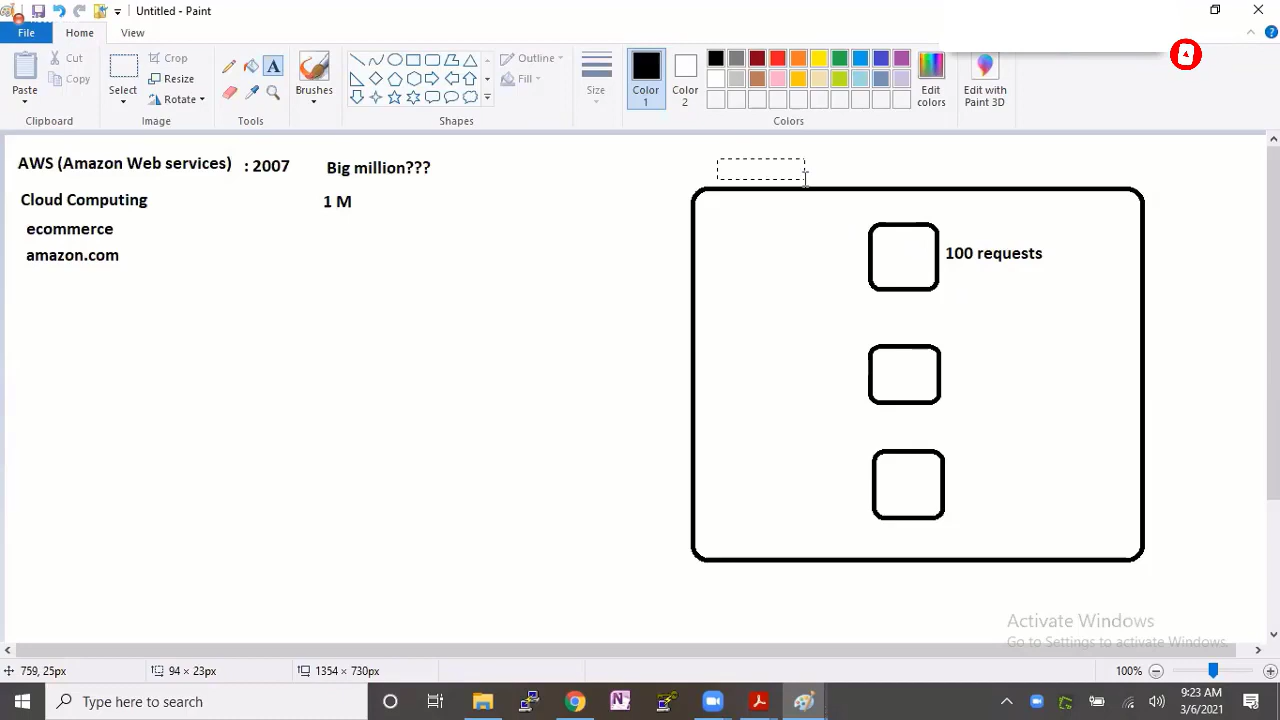 Untitled - Paint
File
Home
View
Paste
Cut
Copy
Clipboard
Select
Crop
Resize
Rotate
Image
A
Tools
Brushes
Outline
Fill
Shapes
Size
Color 1
Color 2
Edit colors
Colors
Edit with Paint 3D
AWS (Amazon Web services)
: 2007
Big million???
Cloud Computing
1 M
ecommerce
amazon.com
100 requests
Activate Windows
Go to Settings to activate Windows.
759, 25px
94 × 23px
1354 × 730px
100%
Type here to search
9:23 AM
3/6/2021